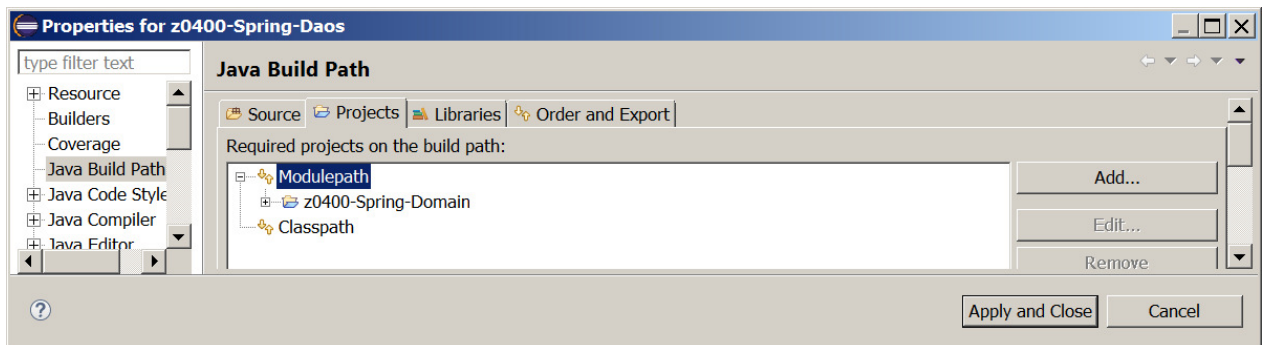 Properties for z0400-Spring-Daos
type filter text
Java Build Path
Resource
Builders
Coverage
Java Build Path
Java Code Style
Java Compiler
Java Editor
Source Projects Libraries Order and Export
Required projects on the build path:
Modulepath
z0400-Spring-Domain
Classpath
Add...
Edit...
Remove
Apply and Close Cancel